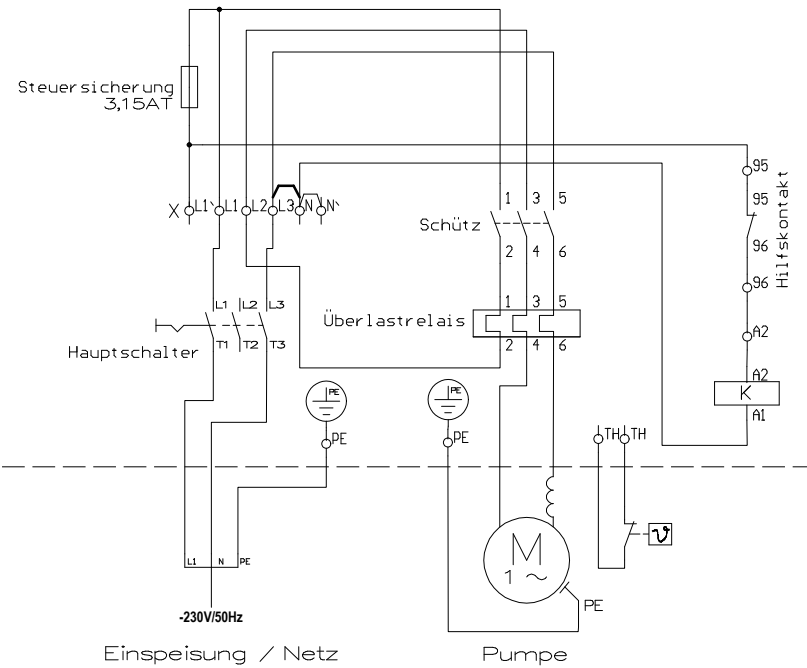 Steuersicherung
3,15AT
95
95
Hilfskontakt
96
96
X L1` L1 L2 L3 N N`
1 3 5
Schütz
2 4 6
L1 L2 L3
Hauptschalter
T1 T2 T3
1 3 5
Überlastrelais
2 4 6
A2
A2
K
A1
PE
PE
PE
PE
TH TH
M
1 ~
ϑ
PE
L1 N PE
-230V/50Hz
Einspeisung / Netz
Pumpe